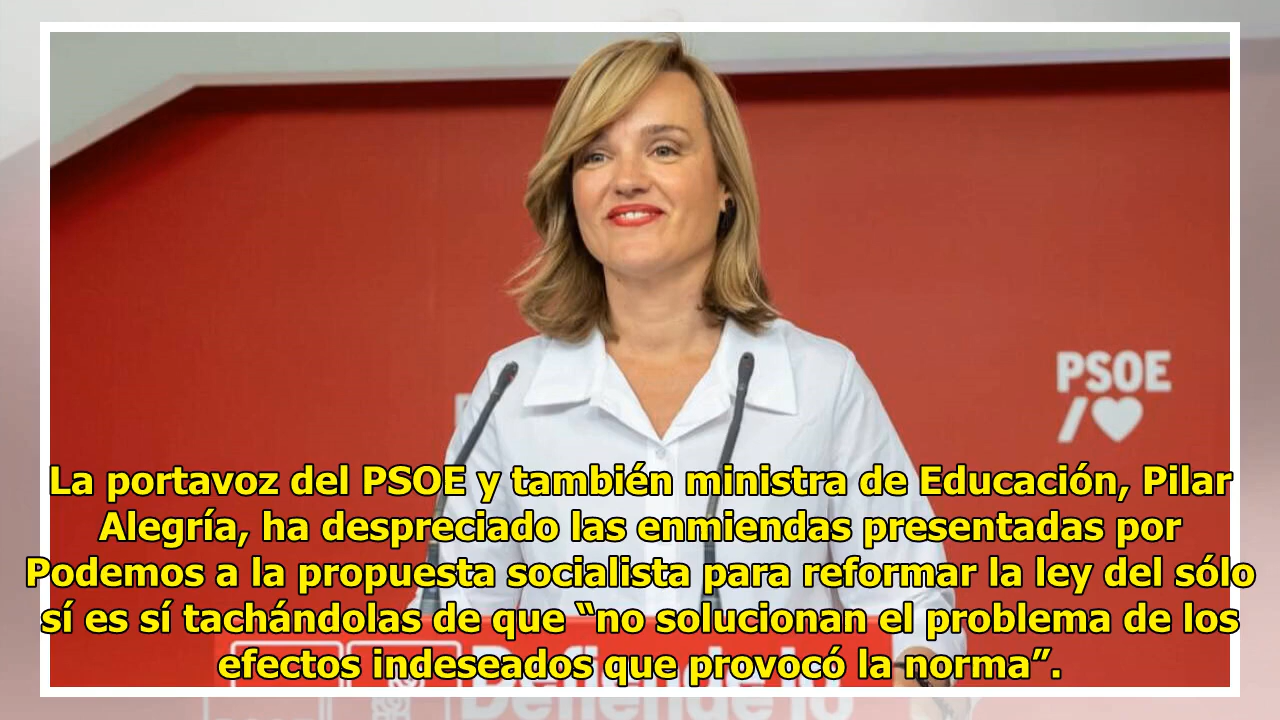 PSOE
La portavoz del PSOE y también ministra de Educación, Pilar
Alegría, ha despreciado las enmiendas presentadas por
Podemos a la propuesta socialista para reformar la ley del sólo
sí es sí tachándolas de que “no solucionan el problema de los
efectos indeseados que provocó la norma”.
PSOE